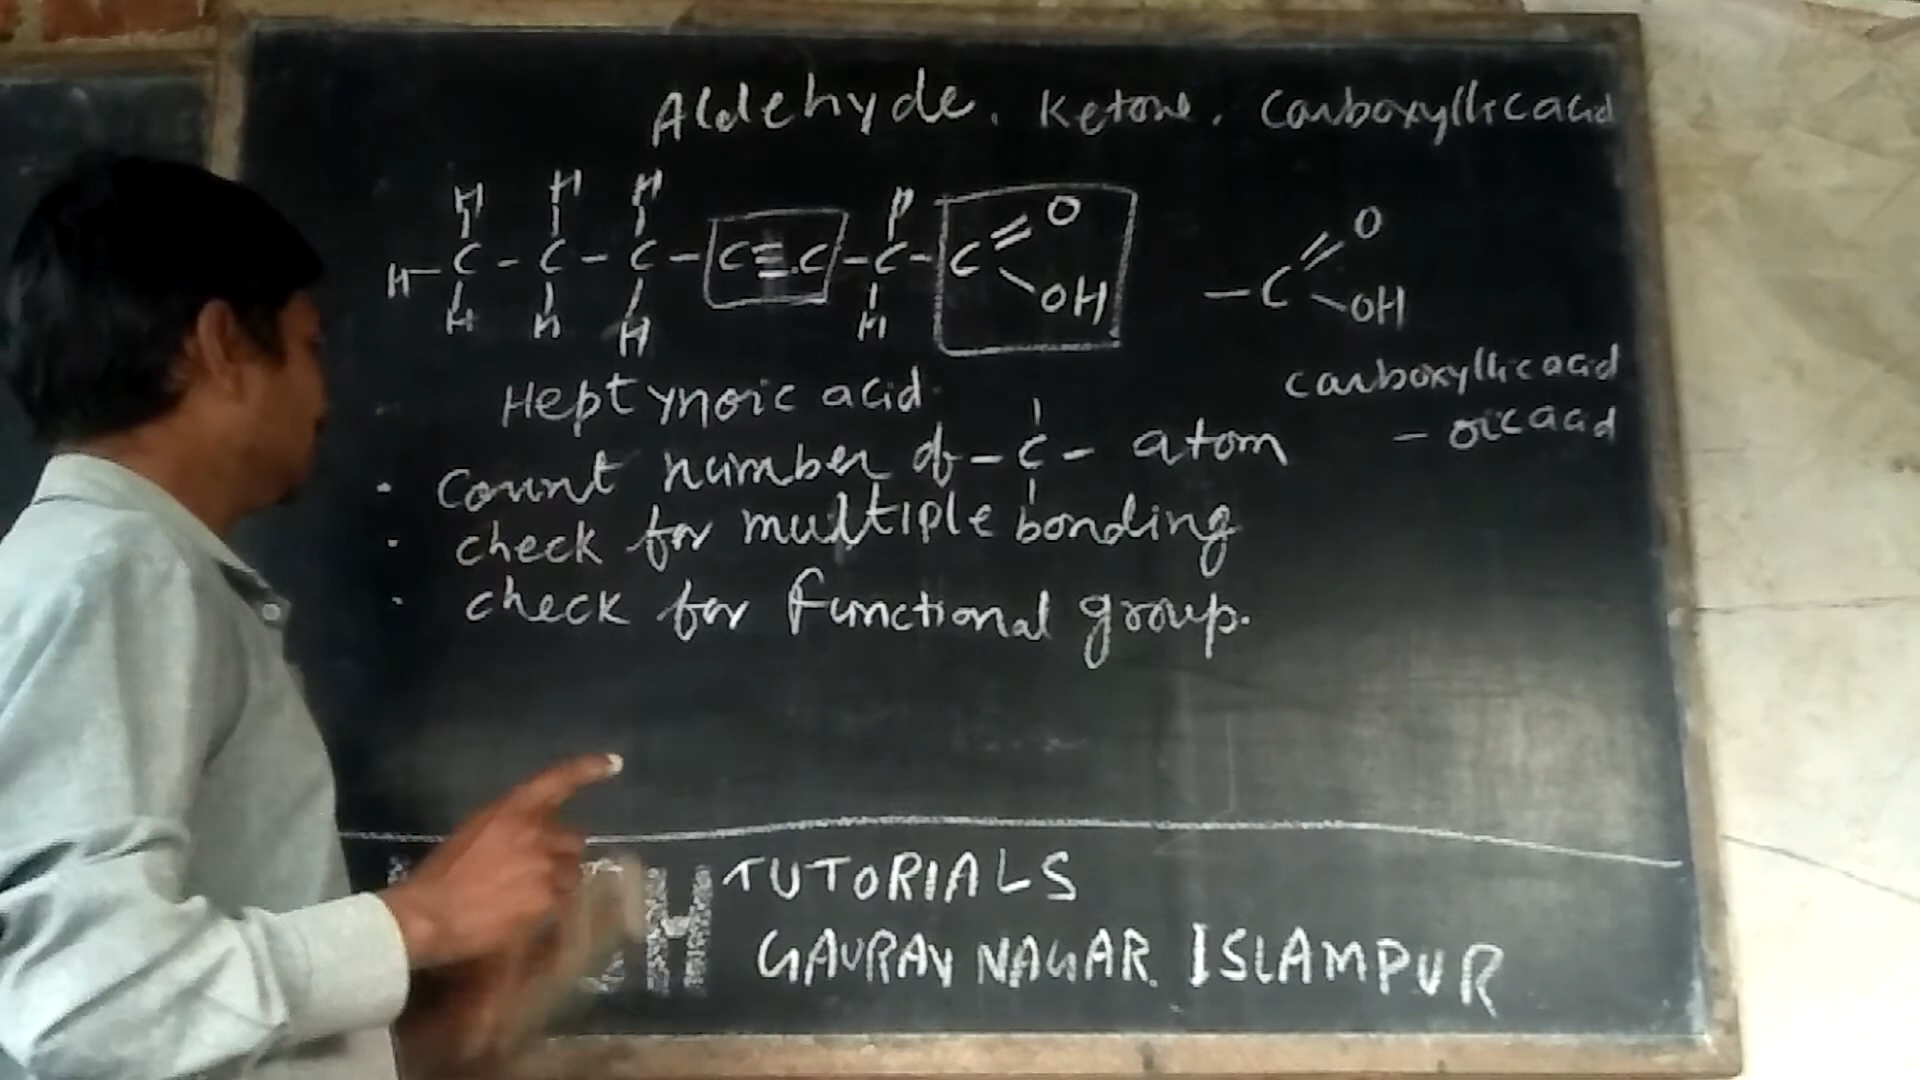 Aldehyde. Ketone. Carboxyllic acid
H H H P O
H-C-C-C-C≡C-C-C=O
H H H H OH
-C=O
-OH
Heptynoic acid
carboxyllic acid
- oic acid
• Count number of -C- atom
• check for multiple bonding
• check for functional group.
H TUTORIALS
GAURAV NAGAR. ISLAMPUR